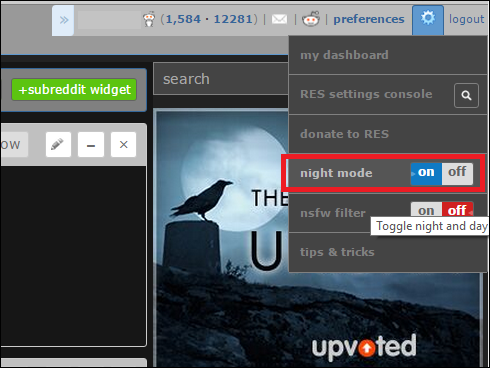 » (1,584 · 12281) | | | preferences logout
+subreddit widget
search
my dashboard
RES settings console
donate to RES
night mode on off
nsfw filter on off
Toggle night and day
tips & tricks
OW – ×
THE
U
upvoted